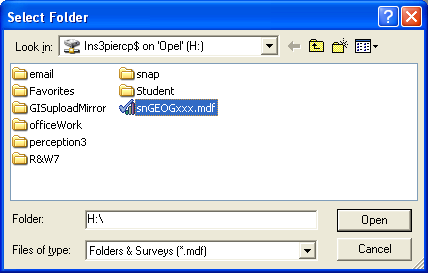 Select Folder
Look in: Ins3piercp$ on 'Opel' (H:)
email
Favorites
GISuploadMirror
officeWork
perception3
R&W7
snap
Student
snGEOGxxx.mdf
Folder: H:\ Open
Files of type: Folders & Surveys (*.mdf) Cancel